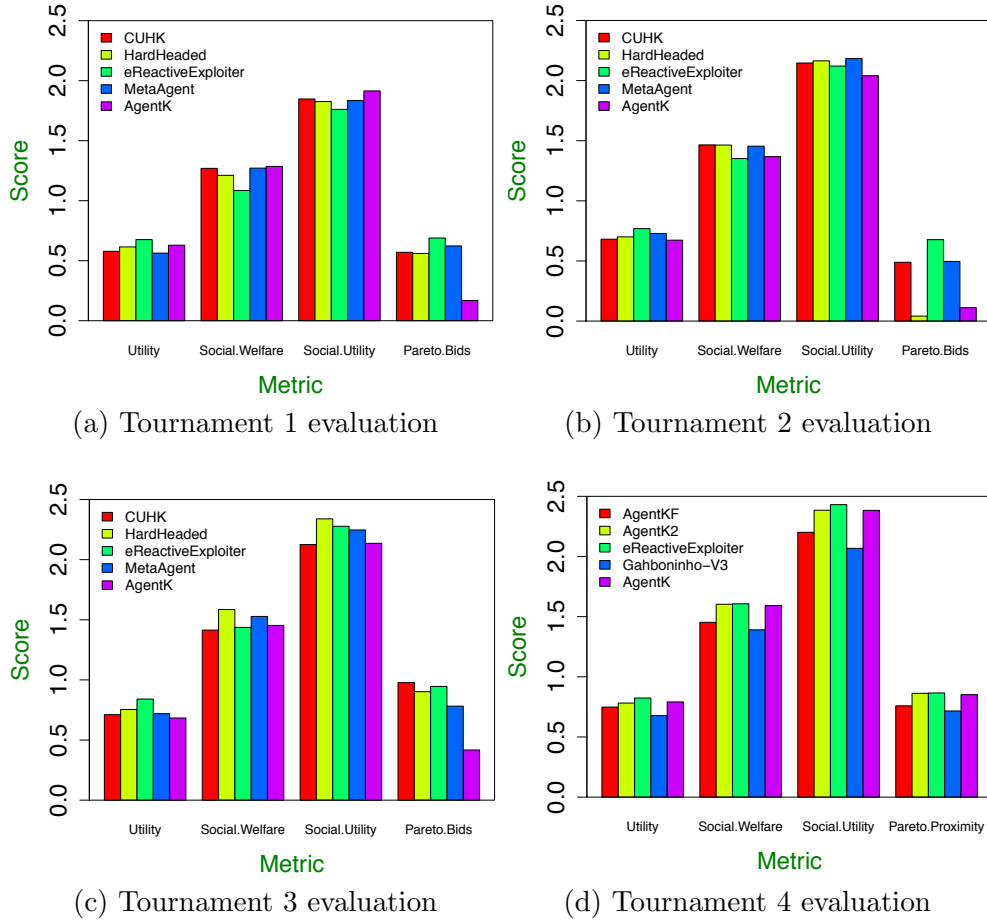 Score
2.5
2.0
1.5
1.0
0.5
0.0
CUHK
HardHeaded
eReactiveExploiter
MetaAgent
AgentK
Utility
Social.Welfare
Social.Utility
Pareto.Bids
Metric
(a) Tournament 1 evaluation
Score
2.5
2.0
1.5
1.0
0.5
0.0
CUHK
HardHeaded
eReactiveExploiter
MetaAgent
AgentK
Utility
Social.Welfare
Social.Utility
Pareto.Bids
Metric
(b) Tournament 2 evaluation
Score
2.5
2.0
1.5
1.0
0.5
0.0
CUHK
HardHeaded
eReactiveExploiter
MetaAgent
AgentK
Utility
Social.Welfare
Social.Utility
Pareto.Bids
Metric
(c) Tournament 3 evaluation
Score
2.5
2.0
1.5
1.0
0.5
0.0
AgentKF
AgentK2
eReactiveExploiter
Gahboninho-V3
AgentK
Utility
Social.Welfare
Social.Utility
Pareto.Proximity
Metric
(d) Tournament 4 evaluation